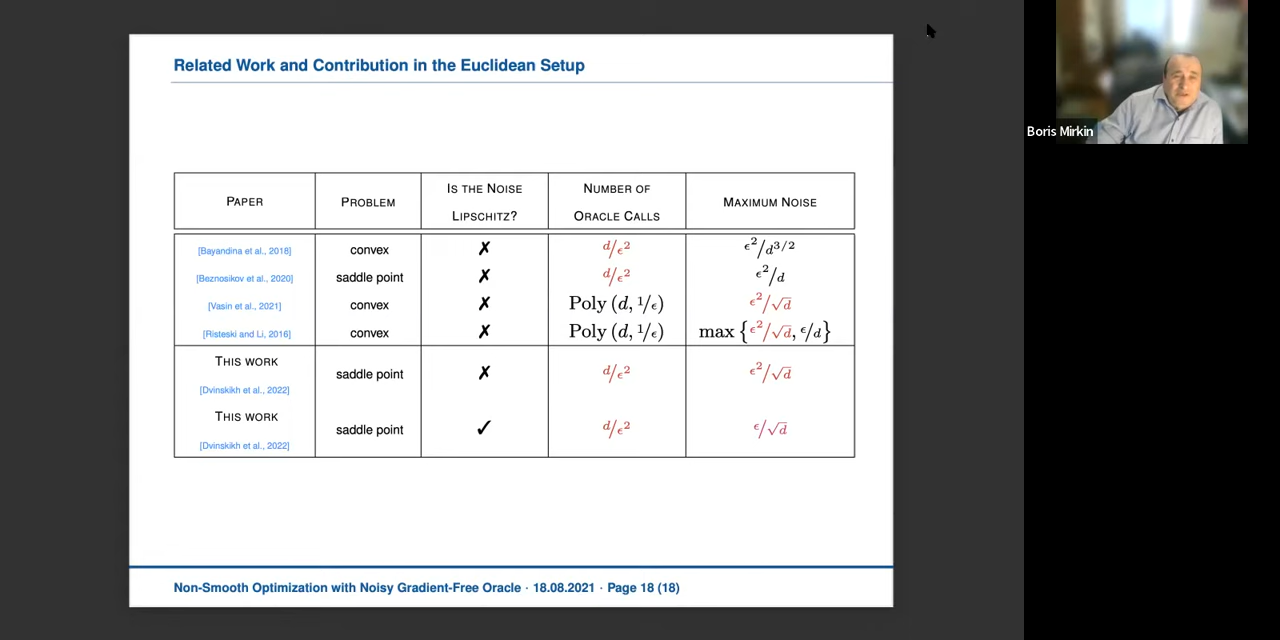 Related Work and Contribution in the Euclidean Setup
Boris Mirkin
PAPER PROBLEM IS THE NOISE LIPSCHITZ? NUMBER OF ORACLE CALLS MAXIMUM NOISE
[Bayandina et al., 2018] convex ✗ d/ϵ² ϵ²/d^{3/2}
[Beznosikov et al., 2020] saddle point ✗ d/ϵ² ϵ²/d
[Vasin et al., 2021] convex ✗ Poly (d, 1/ϵ) ϵ²/√d
[Risteski and Li, 2016] convex ✗ Poly (d, 1/ϵ) max {ϵ²/√d, ϵ/d}
THIS WORK
[Dvinskikh et al., 2022] saddle point ✗ d/ϵ² ϵ²/√d
THIS WORK
[Dvinskikh et al., 2022] saddle point ✓ d/ϵ² ϵ/√d
Non-Smooth Optimization with Noisy Gradient-Free Oracle · 18.08.2021 · Page 18 (18)